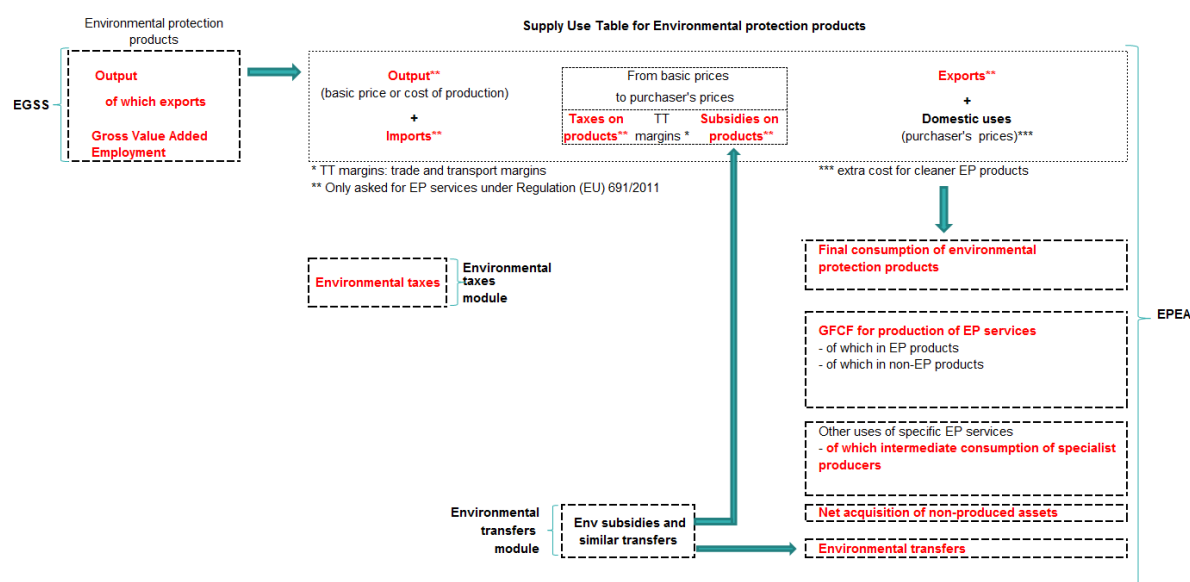 Environmental protection
products
Supply Use Table for Environmental protection products
EGSS
Output
of which exports
Gross Value Added
Employment
Output**
(basic price or cost of production)
+
Imports**
From basic prices
to purchaser's prices
Taxes on
products**
TT
margins *
Subsidies on
products**
Exports**
+
Domestic uses
(purchaser's prices)***
* TT margins: trade and transport margins
** Only asked for EP services under Regulation (EU) 691/2011
*** extra cost for cleaner EP products
Environmental taxes
Environmental
taxes
module
Final consumption of environmental
protection products
GFCF for production of EP services
- of which in EP products
- of which in non-EP products
EPEA
Other uses of specific EP services
- of which intermediate consumption of specialist
producers
Net acquisition of non-produced assets
Environmental
transfers
module
Env subsidies and
similar transfers
Environmental transfers